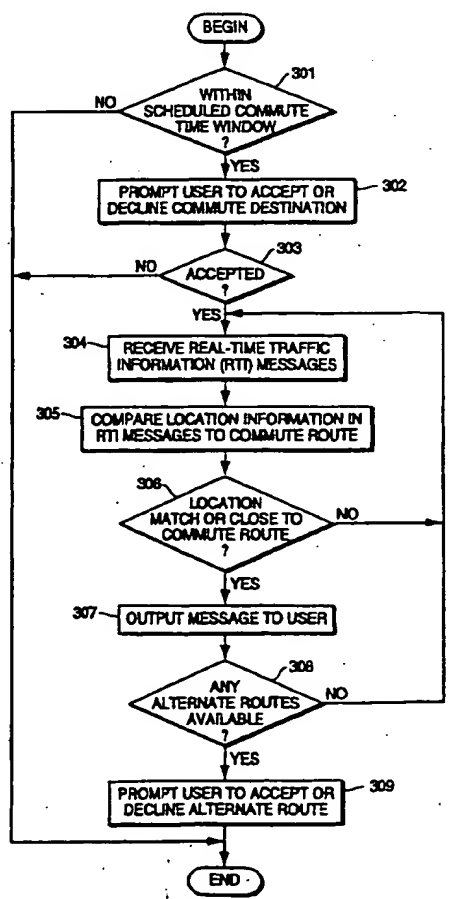 BEGIN
301
WITHIN
SCHEDULED COMMUTE
TIME WINDOW
?
NO
YES
302
PROMPT USER TO ACCEPT OR
DECLINE COMMUTE DESTINATION
303
ACCEPTED
?
NO
YES
304
RECEIVE REAL-TIME TRAFFIC
INFORMATION (RTI) MESSAGES
305
COMPARE LOCATION INFORMATION IN
RTI MESSAGES TO COMMUTE ROUTE
306
LOCATION
MATCH OR CLOSE TO
COMMUTE ROUTE
?
NO
YES
307
OUTPUT MESSAGE TO USER
308
ANY
ALTERNATE ROUTES
AVAILABLE
?
NO
YES
309
PROMPT USER TO ACCEPT OR
DECLINE ALTERNATE ROUTE
END